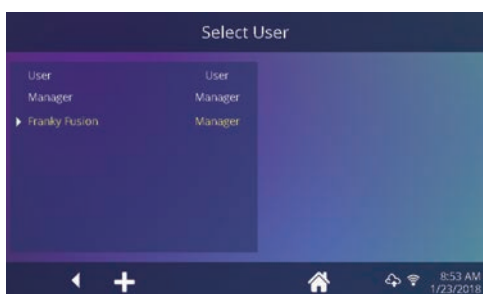 Select User
User User
Manager Manager
Franky Fusion Manager
8:53 AM
1/23/2018